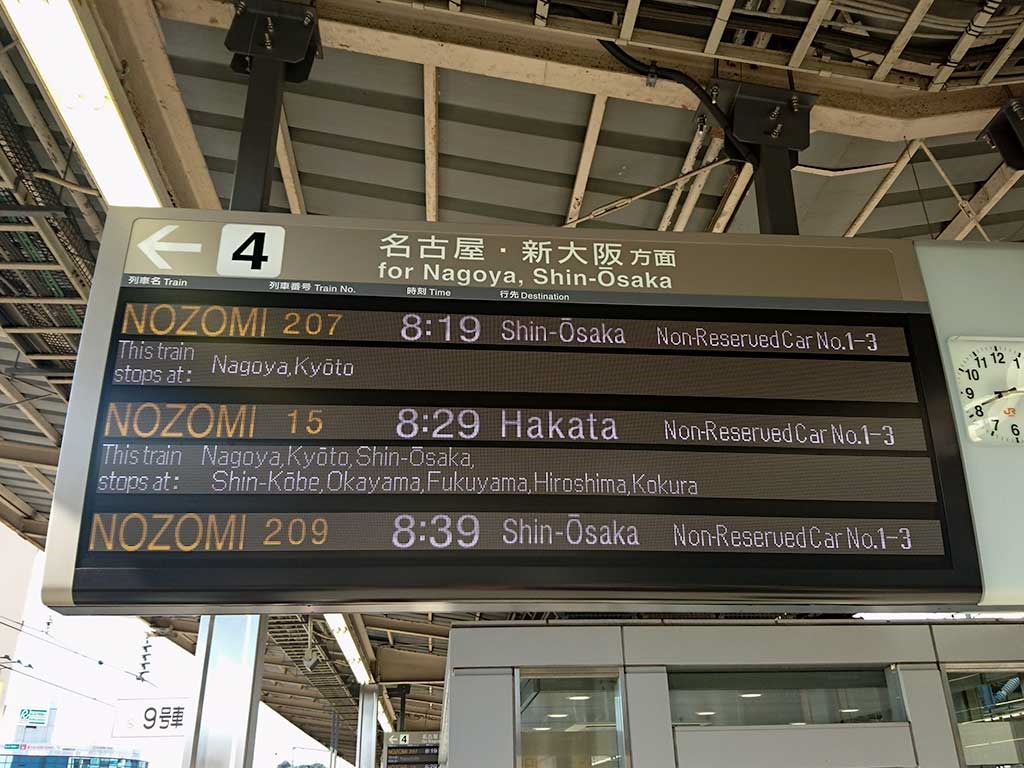 ← 4 名古屋・新大阪方面
for Nagoya, Shin-Ōsaka
列車名 Train 列車番号 Train No. 時刻 Time 行先 Destination
NOZOMI 207 8:19 Shin-Ōsaka Non-Reserved Car No.1-3
This train
stops at: Nagoya,Kyōto
NOZOMI 15 8:29 Hakata Non-Reserved Car No.1-3
This train Nagoya,Kyōto,Shin-Ōsaka,
stops at: Shin-Kōbe,Okayama,Fukuyama,Hiroshima,Kokura
NOZOMI 209 8:39 Shin-Ōsaka Non-Reserved Car No.1-3
11 12 1
10
9
8
7 6
JR
9号車
← 4 名古屋